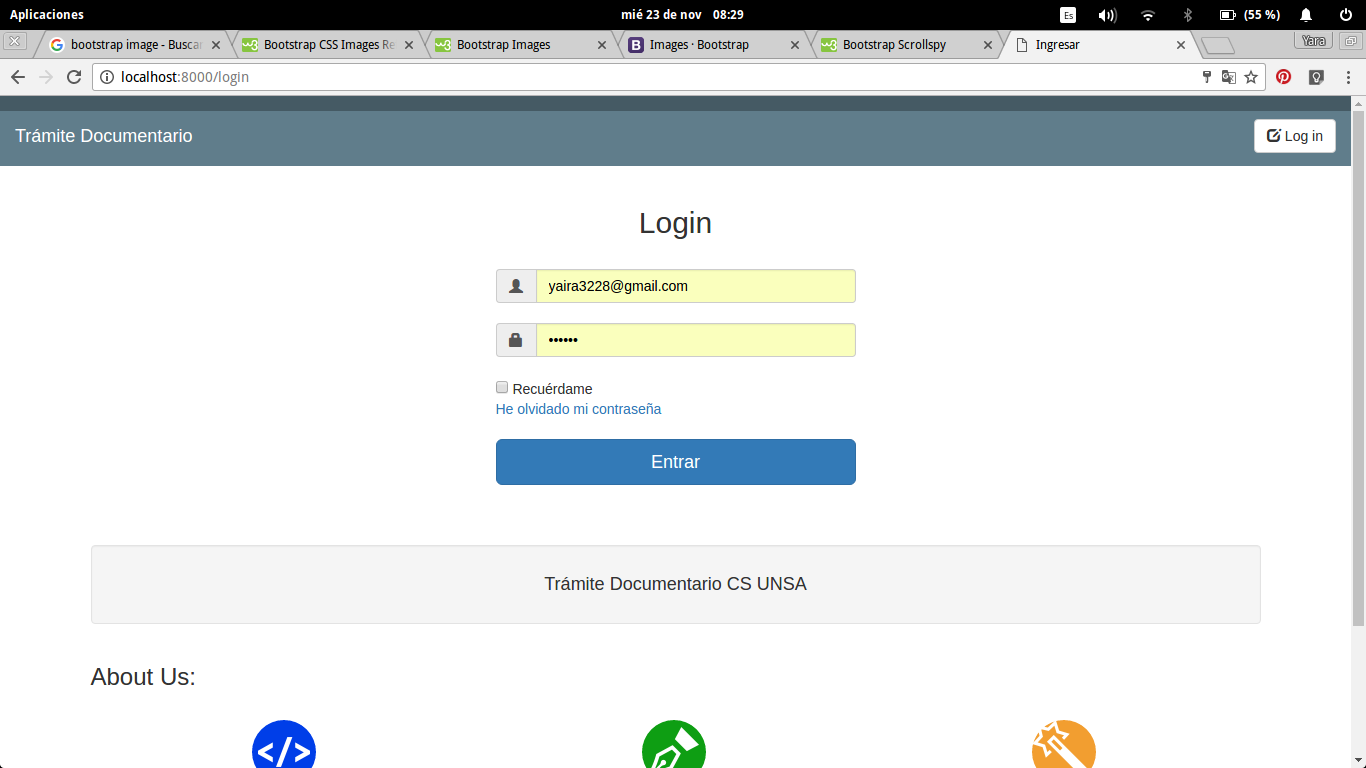 Aplicaciones
mié 23 de nov 08:29
Es
(55 %)
bootstrap image - Buscar
Bootstrap CSS Images Re
Bootstrap Images
Images · Bootstrap
Bootstrap Scrollspy
Ingresar
Yara
localhost:8000/login
Trámite Documentario
Log in
Login
yaira3228@gmail.com
••••••
Recuérdame
He olvidado mi contraseña
Entrar
Trámite Documentario CS UNSA
About Us:
</>